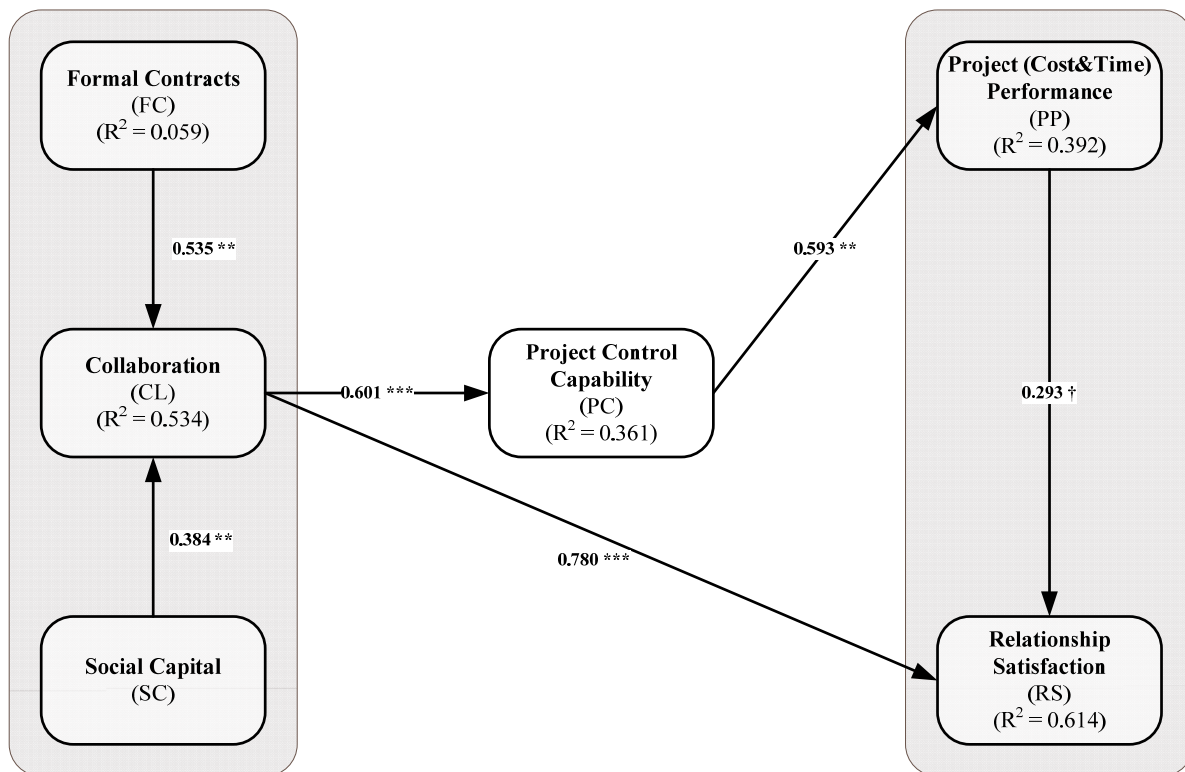 Formal Contracts
(FC)
(R² = 0.059)
0.535 **
Collaboration
(CL)
(R² = 0.534)
0.384 **
Social Capital
(SC)
0.601 ***
Project Control
Capability
(PC)
(R² = 0.361)
0.593 **
0.780 ***
Project (Cost&Time)
Performance
(PP)
(R² = 0.392)
0.293 †
Relationship
Satisfaction
(RS)
(R² = 0.614)